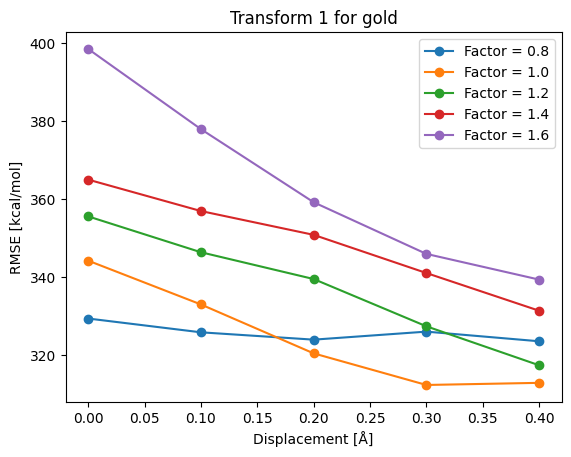 Transform 1 for gold
Factor = 0.8
Factor = 1.0
Factor = 1.2
Factor = 1.4
Factor = 1.6
RMSE [kcal/mol]
400
380
360
340
320
0.00 0.05 0.10 0.15 0.20 0.25 0.30 0.35 0.40
Displacement [Å]